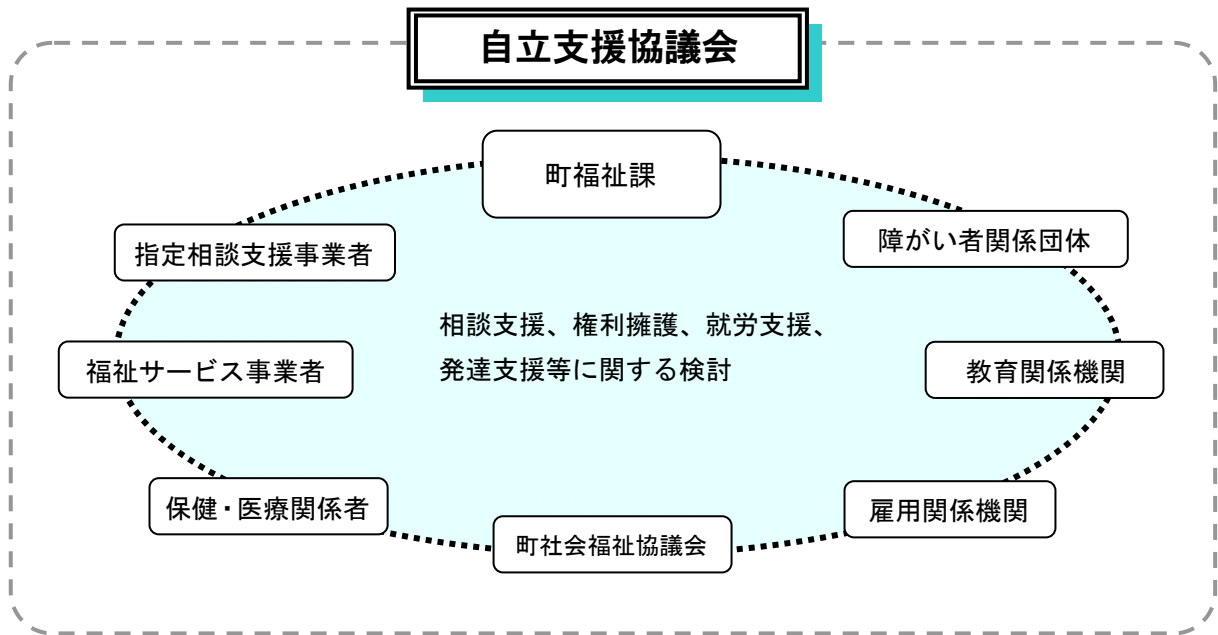 自立支援協議会
町福祉課
指定相談支援事業者
障がい者関係団体
相談支援、権利擁護、就労支援、
発達支援等に関する検討
福祉サービス事業者
教育関係機関
保健・医療関係者
雇用関係機関
町社会福祉協議会